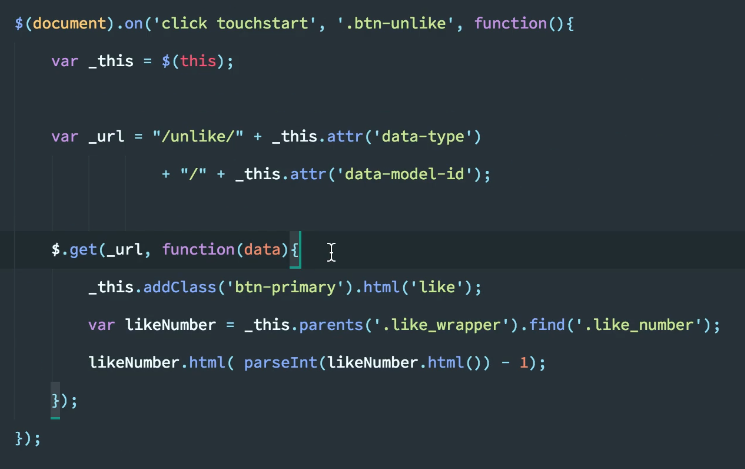 $(document).on('click touchstart', '.btn-unlike', function(){
var _this = $(this);
var _url = "/unlike/" + _this.attr('data-type')
+ "/" + _this.attr('data-model-id');
$.get(_url, function(data){
_this.addClass('btn-primary').html('like');
var likeNumber = _this.parents('.like_wrapper').find('.like_number');
likeNumber.html( parseInt(likeNumber.html()) - 1);
});
});